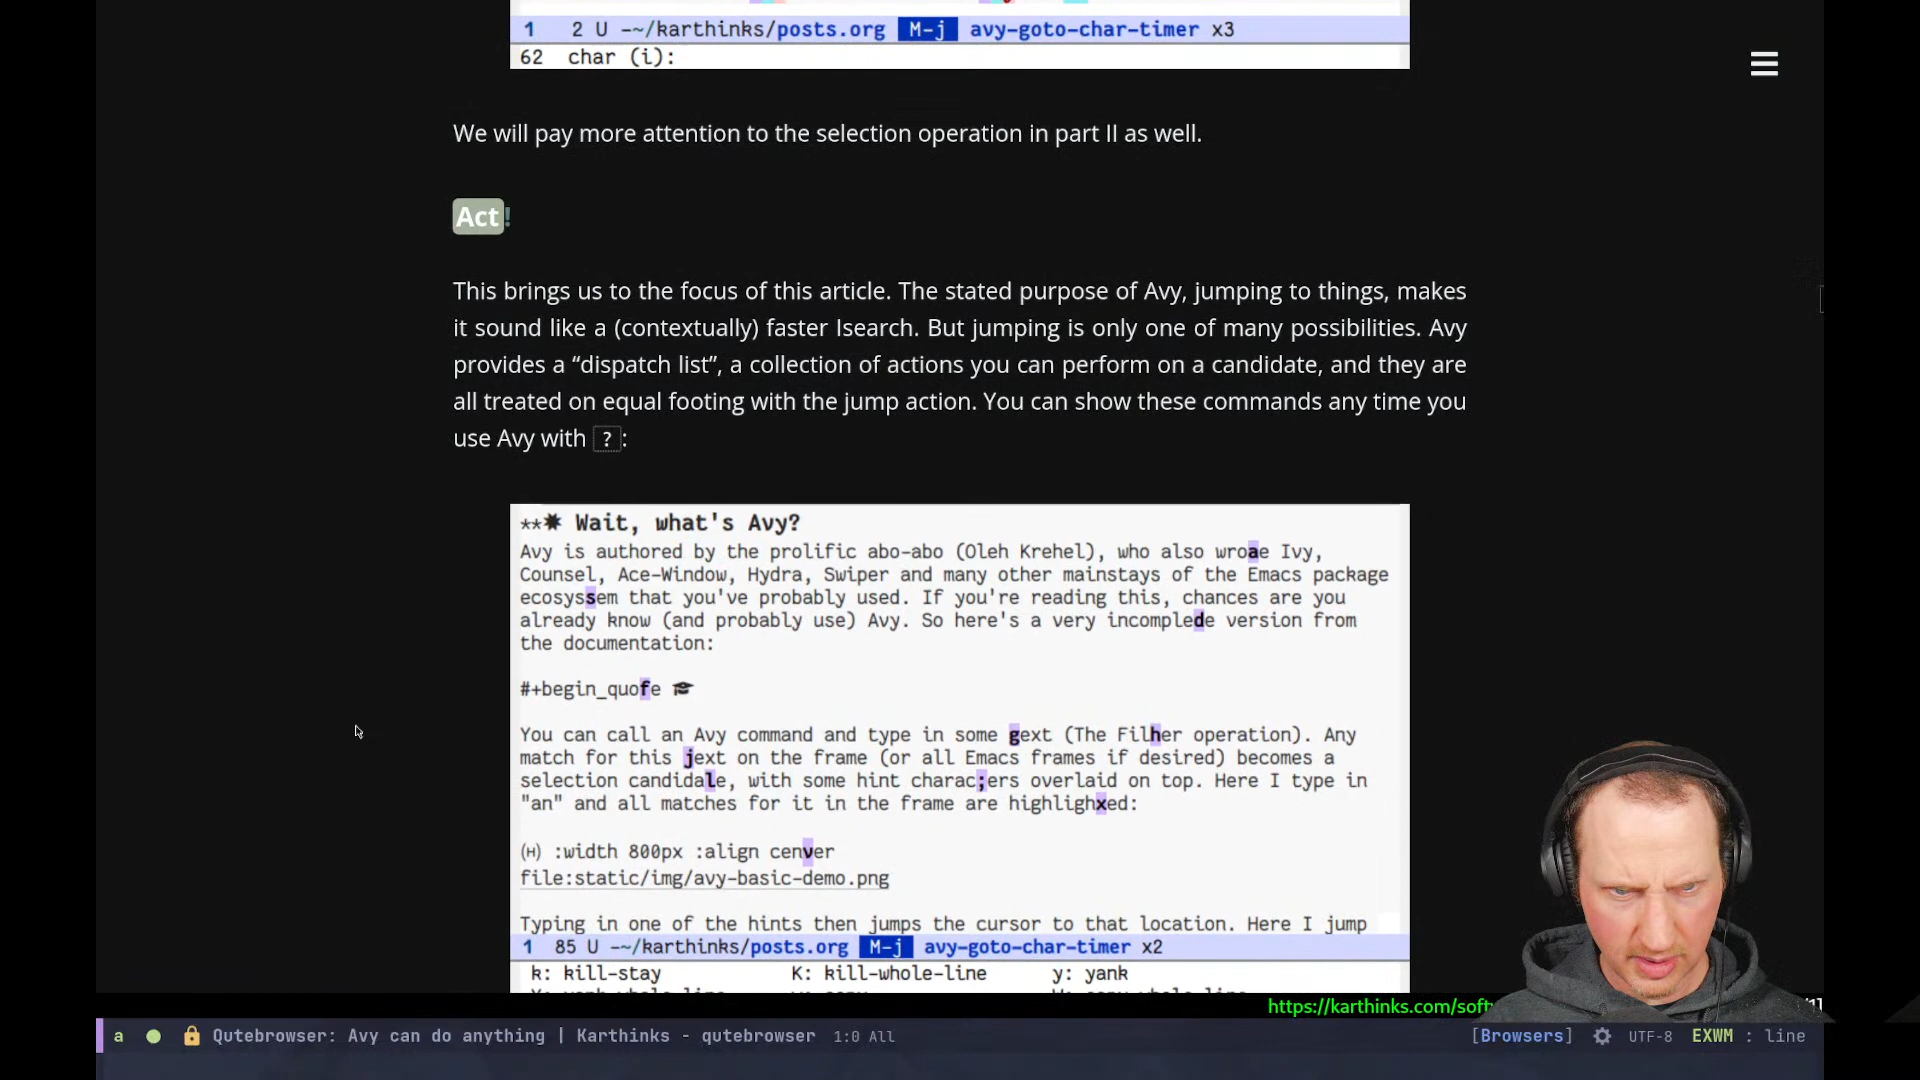 1 2 U -~/karthinks/posts.org M-j avy-goto-char-timer x3
62 char (i):
We will pay more attention to the selection operation in part II as well.
Act!
This brings us to the focus of this article. The stated purpose of Avy, jumping to things, makes
it sound like a (contextually) faster Isearch. But jumping is only one of many possibilities. Avy
provides a “dispatch list”, a collection of actions you can perform on a candidate, and they are
all treated on equal footing with the jump action. You can show these commands any time you
use Avy with ?:
**✸ Wait, what's Avy?
Avy is authored by the prolific abo-abo (Oleh Krehel), who also wroae Ivy,
Counsel, Ace-Window, Hydra, Swiper and many other mainstays of the Emacs package
ecosyssem that you've probably used. If you're reading this, chances are you
already know (and probably use) Avy. So here's a very incomplede version from
the documentation:
#+begin_quofe
You can call an Avy command and type in some gext (The Filher operation). Any
match for this jext on the frame (or all Emacs frames if desired) becomes a
selection candidale, with some hint charac;ers overlaid on top. Here I type in
"an" and all matches for it in the frame are highlighxed:
(H) :width 800px :align cenver
file:static/img/avy-basic-demo.png
Typing in one of the hints then jumps the cursor to that location. Here I jump
1 85 U -~/karthinks/posts.org M-j avy-goto-char-timer x2
k: kill-stay K: kill-whole-line y: yank
https://karthinks.com/soft
a Qutebrowser: Avy can do anything | Karthinks - qutebrowser 1:0 All [Browsers] UTF-8 EXWM : line